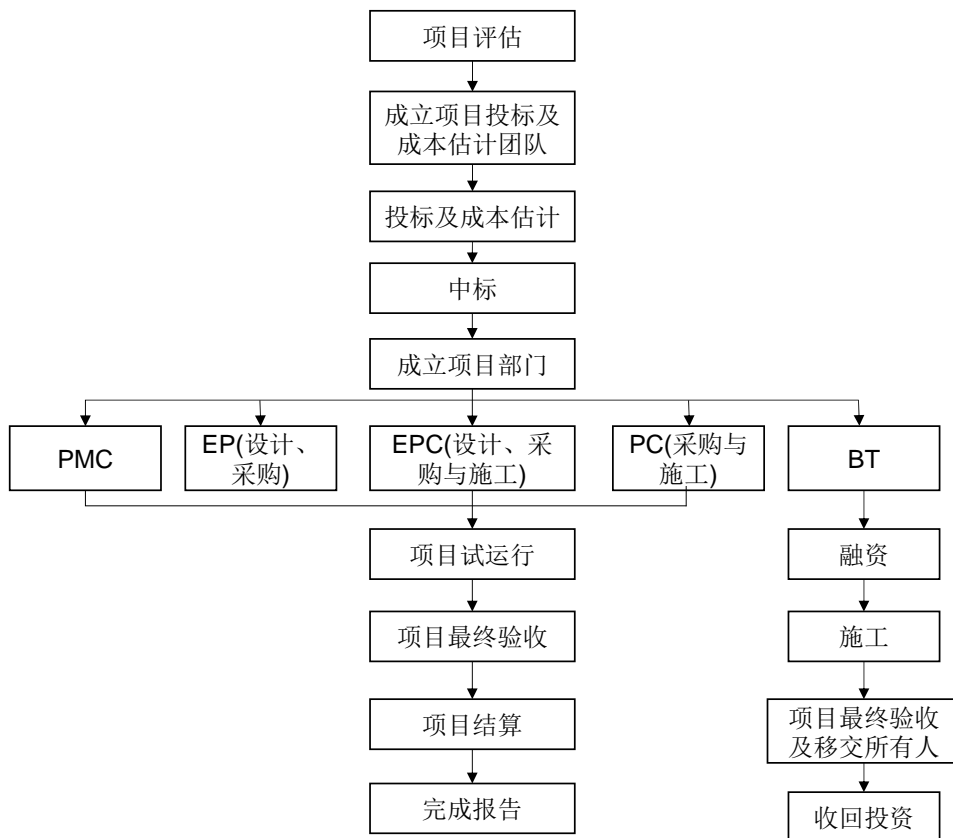 项目评估
成立项目投标及
成本估计团队
投标及成本估计
中标
成立项目部门
PMC
EP(设计、
采购)
EPC(设计、采
购与施工)
PC(采购与
施工)
BT
项目试运行
融资
项目最终验收
施工
项目结算
项目最终验收
及移交所有人
完成报告
收回投资